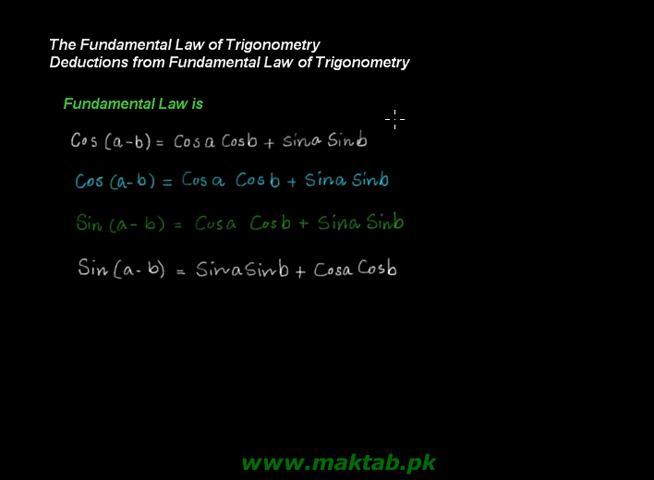 The Fundamental Law of Trigonometry
Deductions from Fundamental Law of Trigonometry
Fundamental Law is
Cos (a-b) = Cos a Cos b + Sin a Sin b
Cos (a-b) = Cos a Cos b + Sin a Sin b
Sin (a-b) = Cos a Cos b + Sin a Sin b
Sin (a-b) = Sin a Sin b + Cos a Cos b
www.maktab.pk